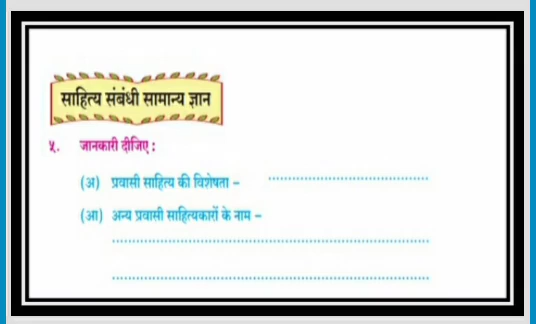 साहित्य संबंधी सामान्य ज्ञान
५. जानकारी दीजिए :
(अ) प्रवासी साहित्य की विशेषता – ........................................
(आ) अन्य प्रवासी साहित्यकारों के नाम –
................................................................................
................................................................................